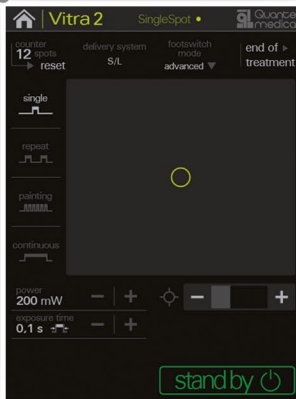 Vitra 2 SingleSpot • Quantel medical
counter
12 spots
reset
delivery system
S/L
footswitch mode
advanced ▼
end of ▸
treatment
single
repeat
painting
continuous
power
200 mW − +
− +
exposure time
0,1 s − +
stand by